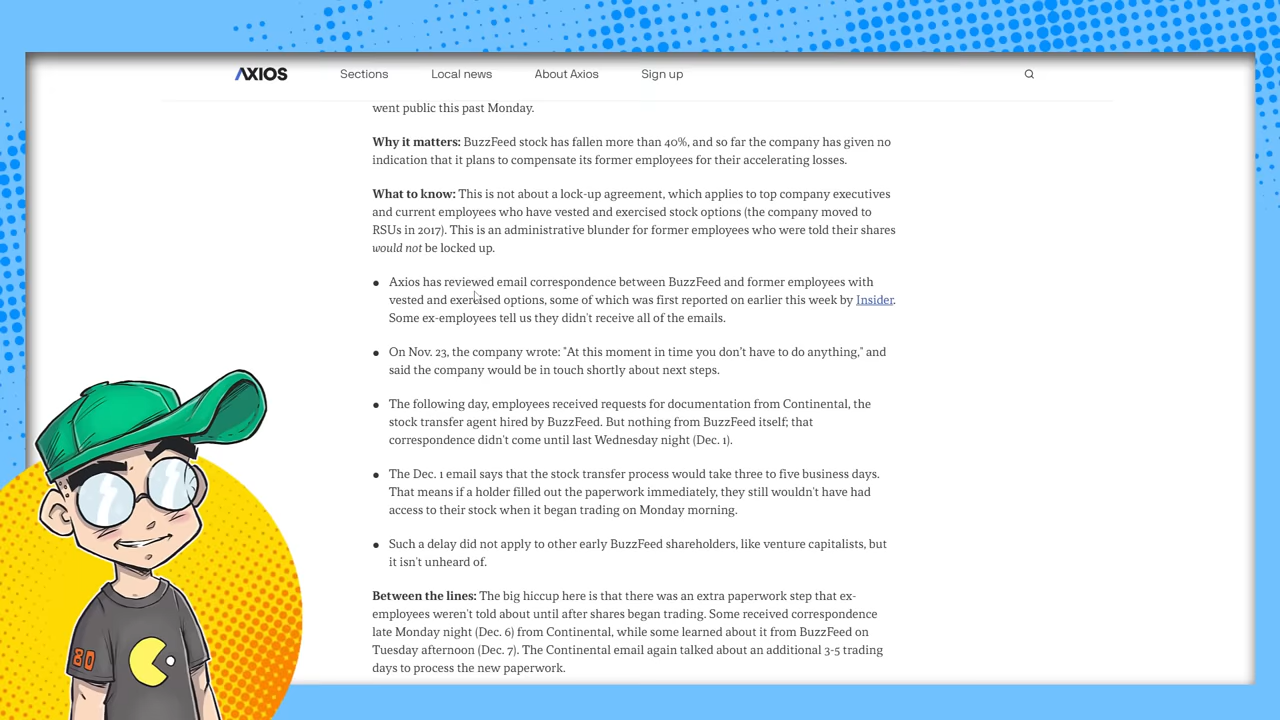 AXIOS Sections Local news About Axios Sign up
went public this past Monday.
Why it matters: BuzzFeed stock has fallen more than 40%, and so far the company has given no
indication that it plans to compensate its former employees for their accelerating losses.
What to know: This is not about a lock-up agreement, which applies to top company executives
and current employees who have vested and exercised stock options (the company moved to
RSUs in 2017). This is an administrative blunder for former employees who were told their shares
would not be locked up.
● Axios has reviewed email correspondence between BuzzFeed and former employees with
vested and exercised options, some of which was first reported on earlier this week by Insider.
Some ex-employees tell us they didn't receive all of the emails.
● On Nov. 23, the company wrote: "At this moment in time you don't have to do anything," and
said the company would be in touch shortly about next steps.
● The following day, employees received requests for documentation from Continental, the
stock transfer agent hired by BuzzFeed. But nothing from BuzzFeed itself; that
correspondence didn't come until last Wednesday night (Dec. 1).
● The Dec. 1 email says that the stock transfer process would take three to five business days.
That means if a holder filled out the paperwork immediately, they still wouldn't have had
access to their stock when it began trading on Monday morning.
● Such a delay did not apply to other early BuzzFeed shareholders, like venture capitalists, but
it isn't unheard of.
Between the lines: The big hiccup here is that there was an extra paperwork step that ex-
employees weren't told about until after shares began trading. Some received correspondence
late Monday night (Dec. 6) from Continental, while some learned about it from BuzzFeed on
Tuesday afternoon (Dec. 7). The Continental email again talked about an additional 3-5 trading
days to process the new paperwork.
80